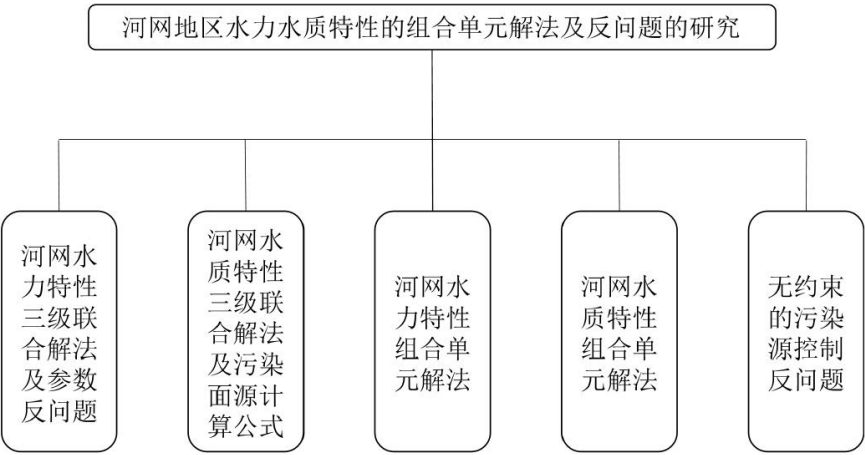 河网地区水力水质特性的组合单元解法及反问题的研究
河网水
力特性
三级联
合解法
及参数
反问题
河网水
质特性
三级联
合解法
及污染
面源计
算公式
河网水
力特性
组合单
元解法
河网水
质特性
组合单
元解法
无约束
的污染
源控制
反问题